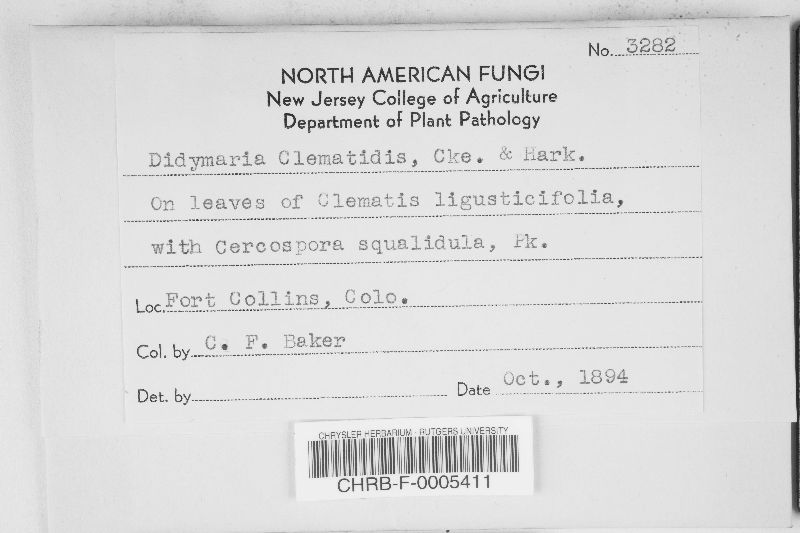 No. 3282
NORTH AMERICAN FUNGI
New Jersey College of Agriculture
Department of Plant Pathology
Didymaria Clematidis, Cke. & Hark.
On leaves of Clematis ligusticifolia,
with Cercospora squalidula, Pk.
Loc. Fort Collins, Colo.
Col. by C. F. Baker
Det. by Date Oct., 1894
CHRYSLER HERBARIUM - RUTGERS UNIVERSITY
CHRB-F-0005411